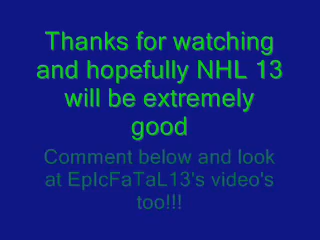 Thanks for watching
and hopefully NHL 13
will be extremely
good
Comment below and look
at EpIcFaTaL13's video's
too!!!